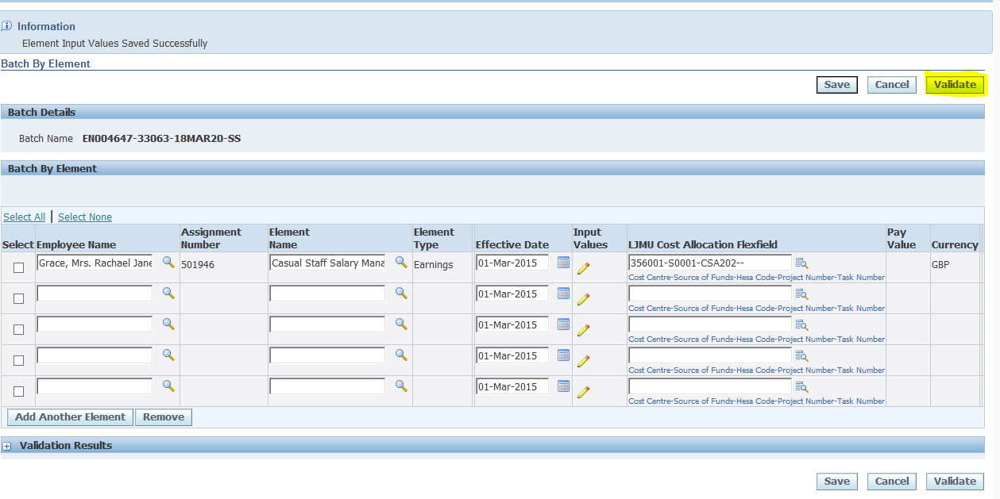 Information
Element Input Values Saved Successfully
Batch By Element
Save Cancel Validate
Batch Details
Batch Name EN004647-33063-18MAR20-SS
Batch By Element
Select All | Select None
Select Employee Name Assignment Number Element Name Element Type Effective Date Input Values LJMU Cost Allocation Flexfield Pay Value Currency
Grace, Mrs. Rachael Jane 501946 Casual Staff Salary Mana Earnings 01-Mar-2015 356001-S0001-CSA202-- GBP
Cost Centre-Source of Funds-Hesa Code-Project Number-Task Number
01-Mar-2015
Cost Centre-Source of Funds-Hesa Code-Project Number-Task Number
01-Mar-2015
Cost Centre-Source of Funds-Hesa Code-Project Number-Task Number
01-Mar-2015
Cost Centre-Source of Funds-Hesa Code-Project Number-Task Number
01-Mar-2015
Cost Centre-Source of Funds-Hesa Code-Project Number-Task Number
Add Another Element Remove
Validation Results
Save Cancel Validate